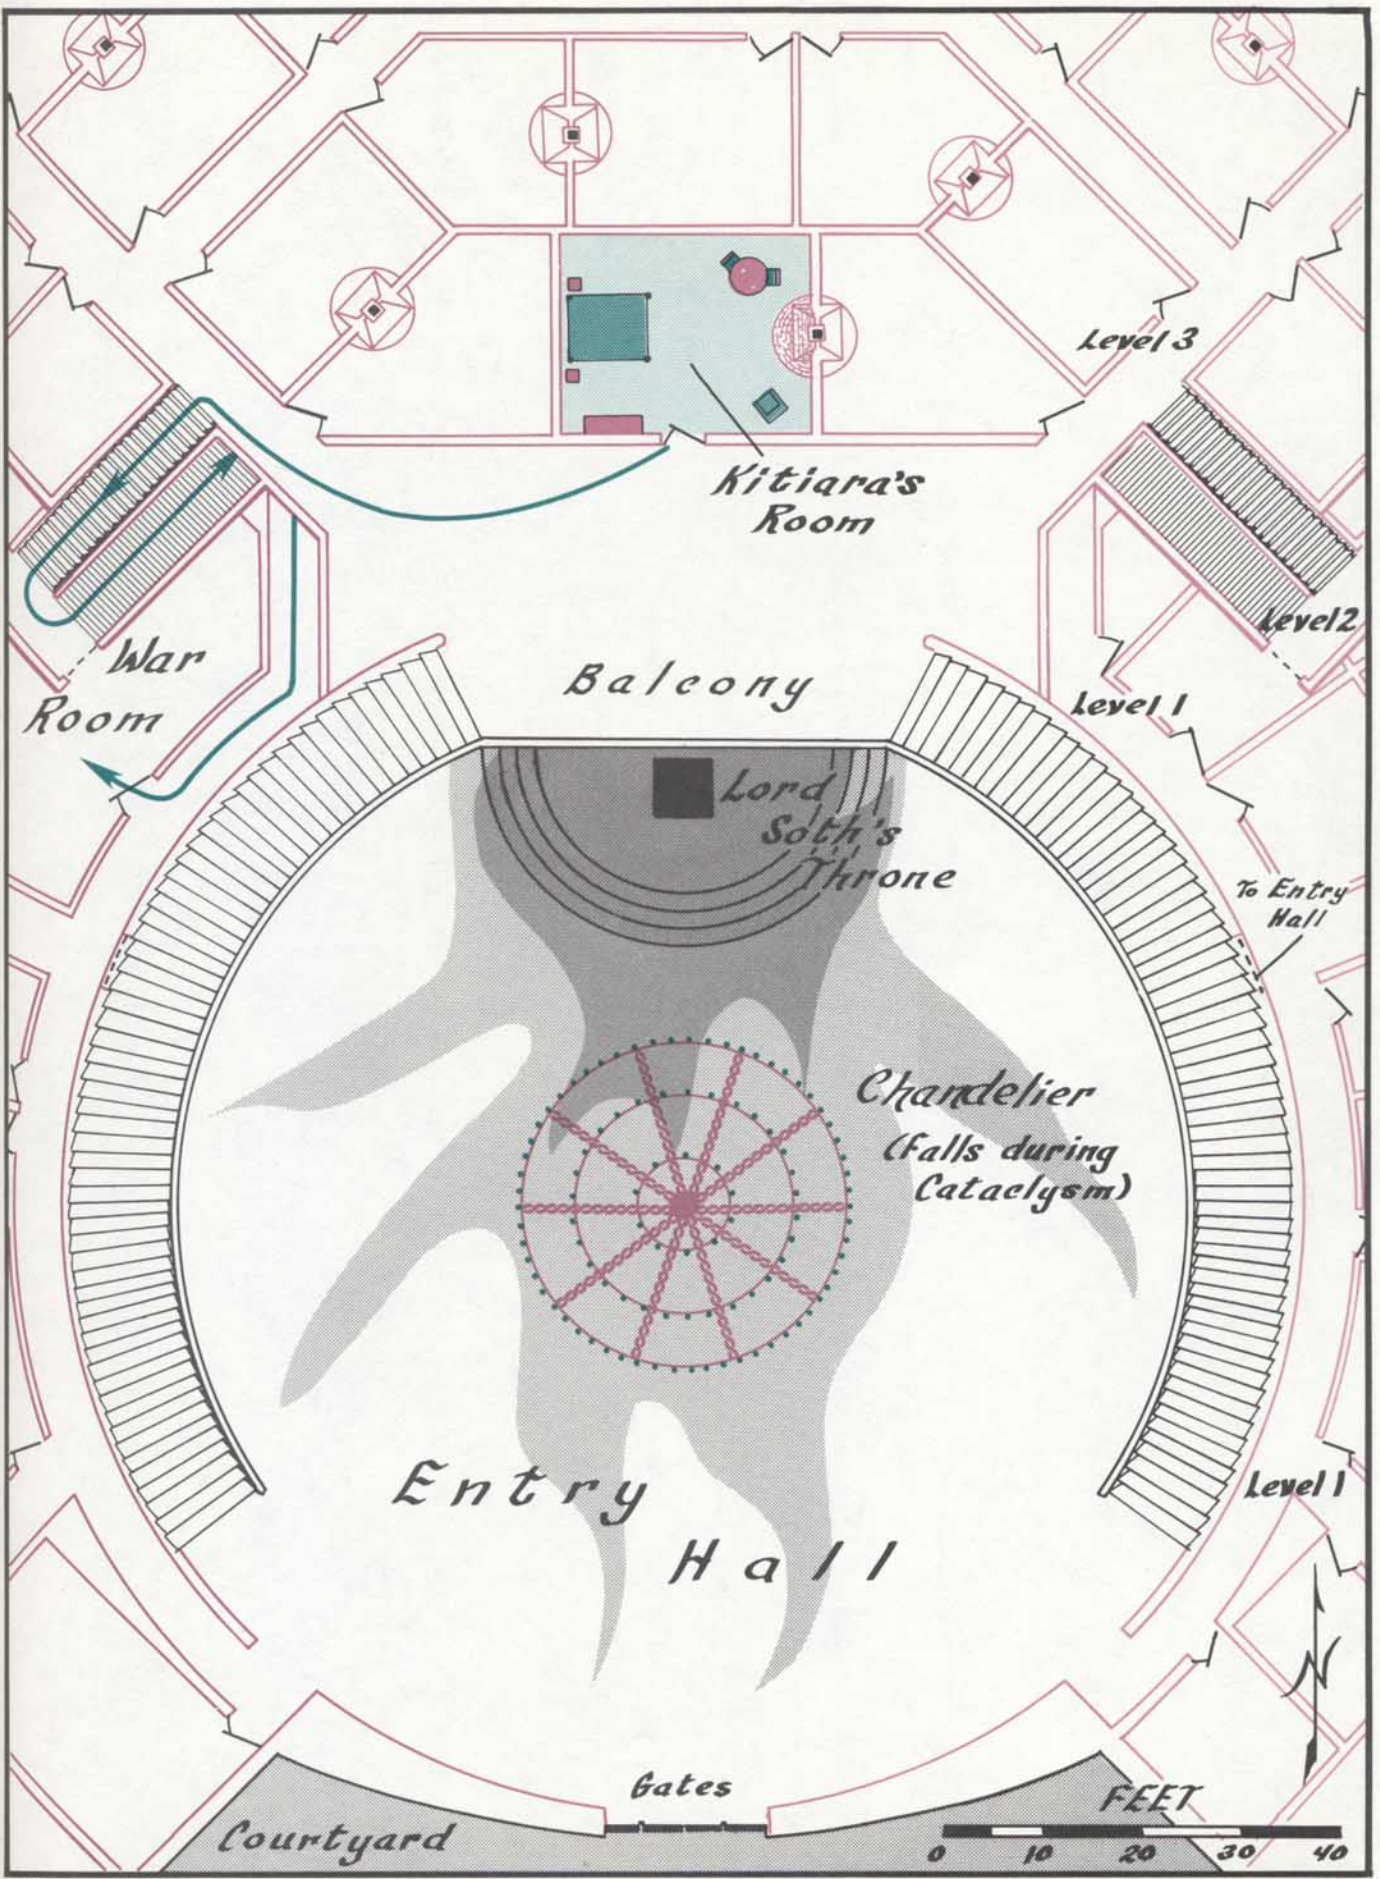 Level 3
Kitiara's
Room
Level 2
War
Room
Balcony
Level 1
Lord
Soth's
Throne
To Entry
Hall
Chandelier
(Falls during
Cataclysm)
Entry
Hall
Level 1
N
Gates
Courtyard
FEET
0 10 20 30 40